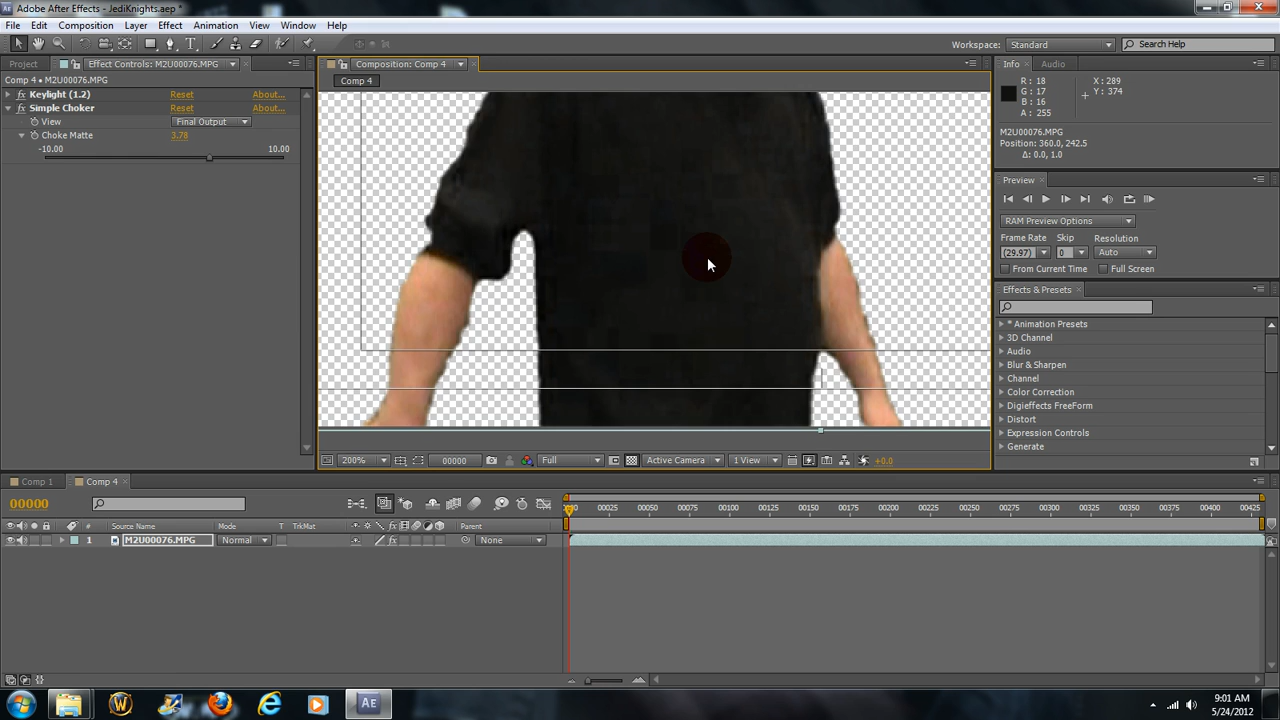 Adobe After Effects - JediKnights.aep *
File Edit Composition Layer Effect Animation View Window Help
Workspace: Standard Search Help
Project Effect Controls: M2U00076.MPG Composition: Comp 4 Info Audio
Comp 4 • M2U00076.MPG
Comp 4
Keylight (1.2) Reset About...
Simple Choker Reset About...
View Final Output
Choke Matte 3.78
-10.00 10.00
R: 18
G: 17
B: 16
A: 255
X: 289
Y: 374
M2U00076.MPG
Position: 360.0, 242.5
Δ: 0.0, 1.0
Preview
RAM Preview Options
Frame Rate Skip Resolution
(29.97) 0 Auto
From Current Time Full Screen
Effects & Presets
* Animation Presets
3D Channel
Audio
Blur & Sharpen
Channel
Color Correction
Digieffects FreeForm
Distort
Expression Controls
Generate
200% 00000 Full Active Camera 1 View +0.0
Comp 1 Comp 4
00000
00025 00050 00075 00100 00125 00150 00175 00200 00225 00250 00275 00300 00325 00350 00375 00400 00425
# Source Name Mode T TrkMat Parent
1 M2U00076.MPG Normal None
9:01 AM
5/24/2012